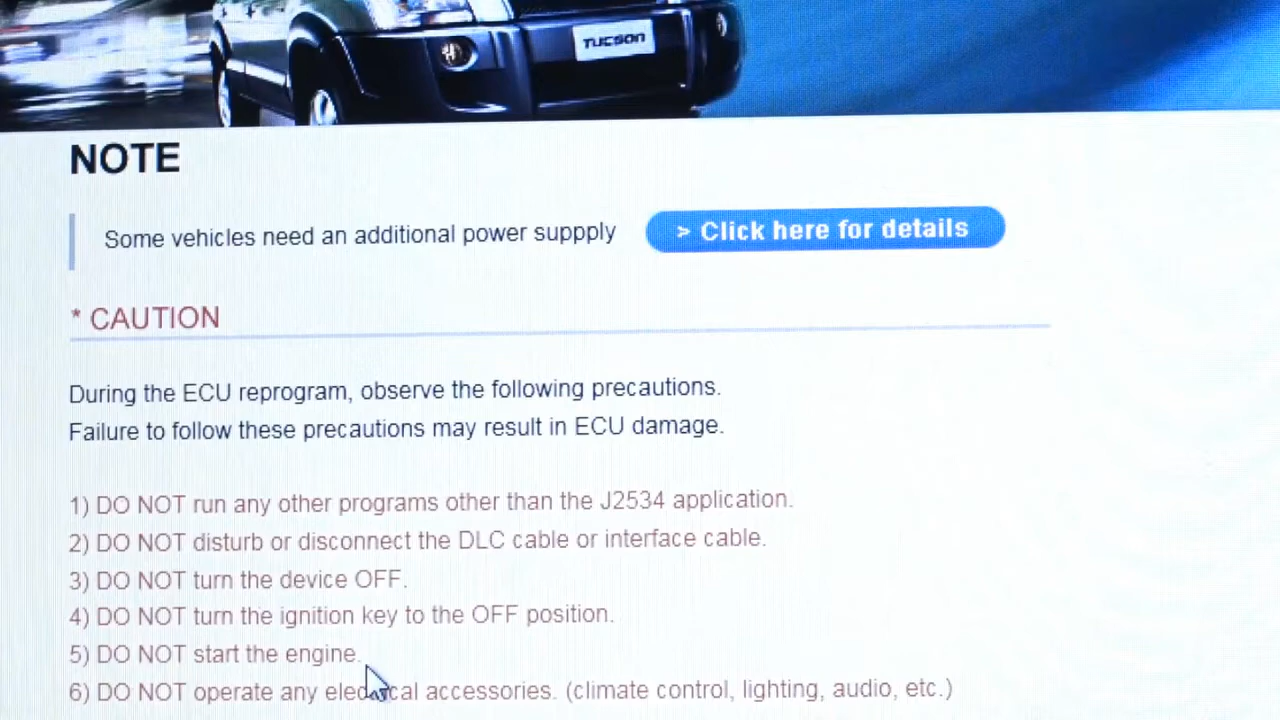 TUCSON
NOTE
Some vehicles need an additional power suppply
> Click here for details
* CAUTION
During the ECU reprogram, observe the following precautions.
Failure to follow these precautions may result in ECU damage.
1) DO NOT run any other programs other than the J2534 application.
2) DO NOT disturb or disconnect the DLC cable or interface cable.
3) DO NOT turn the device OFF.
4) DO NOT turn the ignition key to the OFF position.
5) DO NOT start the engine.
6) DO NOT operate any electrical accessories. (climate control, lighting, audio, etc.)